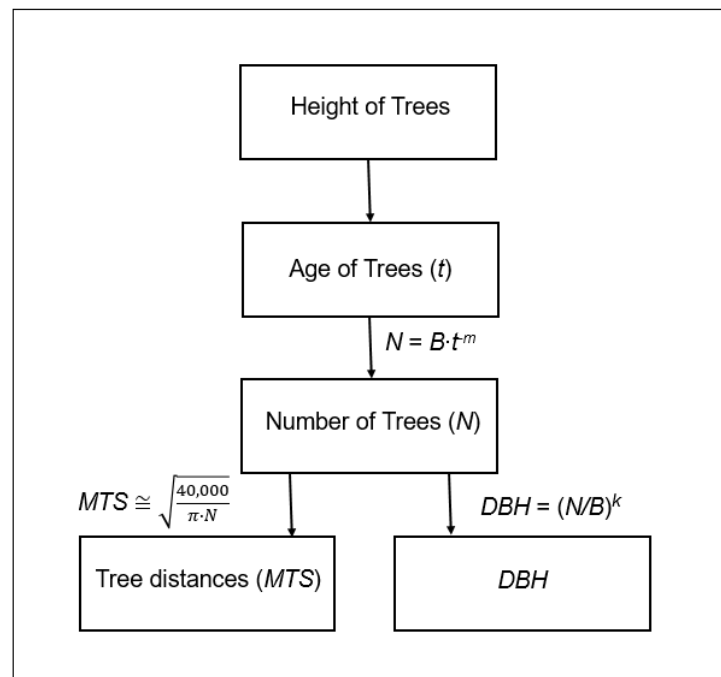 Height of Trees
Age of Trees (t)
N = B·t⁻ᵐ
Number of Trees (N)
MTS ≅ √(40,000/π·N)
DBH = (N/B)ᵏ
Tree distances (MTS)
DBH